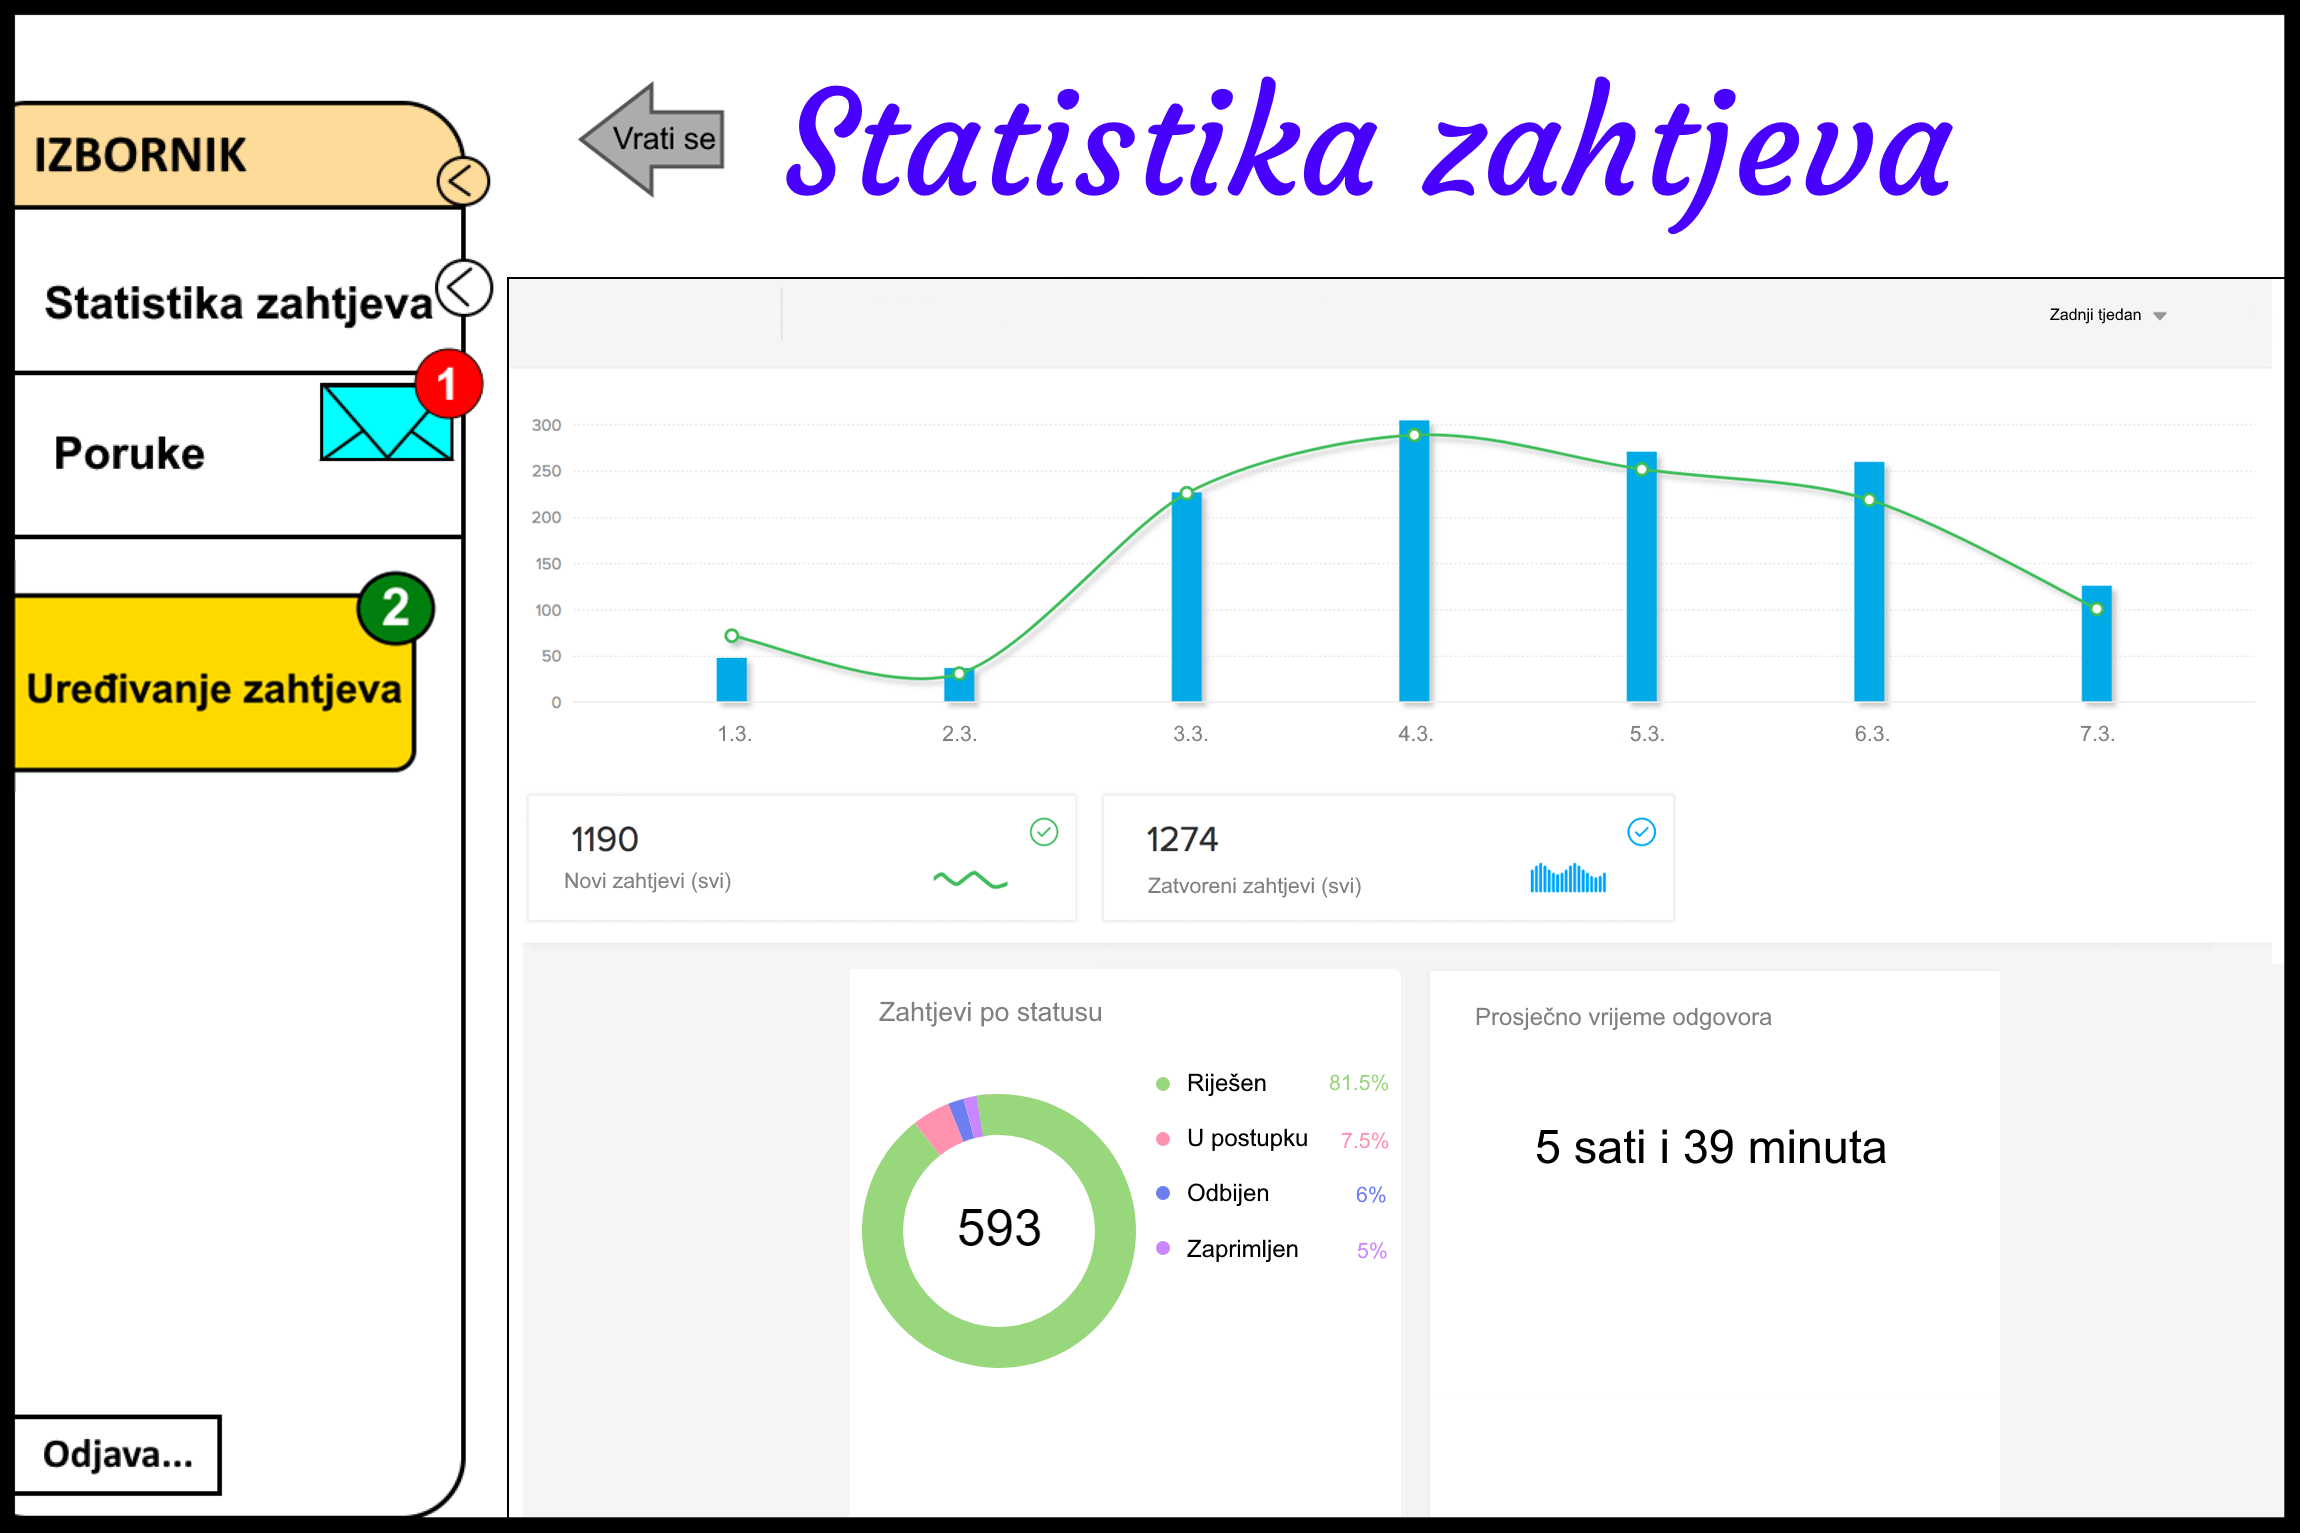 Statistika zahtjeva
Vrati se
IZBORNIK
Statistika zahtjeva
1
Poruke
2
Uređivanje zahtjeva
Odjava...
Zadnji tjedan
300
250
200
150
100
50
0
1.3. 2.3. 3.3. 4.3. 5.3. 6.3. 7.3.
1190
Novi zahtjevi (svi)
1274
Zatvoreni zahtjevi (svi)
Zahtjevi po statusu
593
Riješen 81.5%
U postupku 7.5%
Odbijen 6%
Zaprimljen 5%
Prosječno vrijeme odgovora
5 sati i 39 minuta